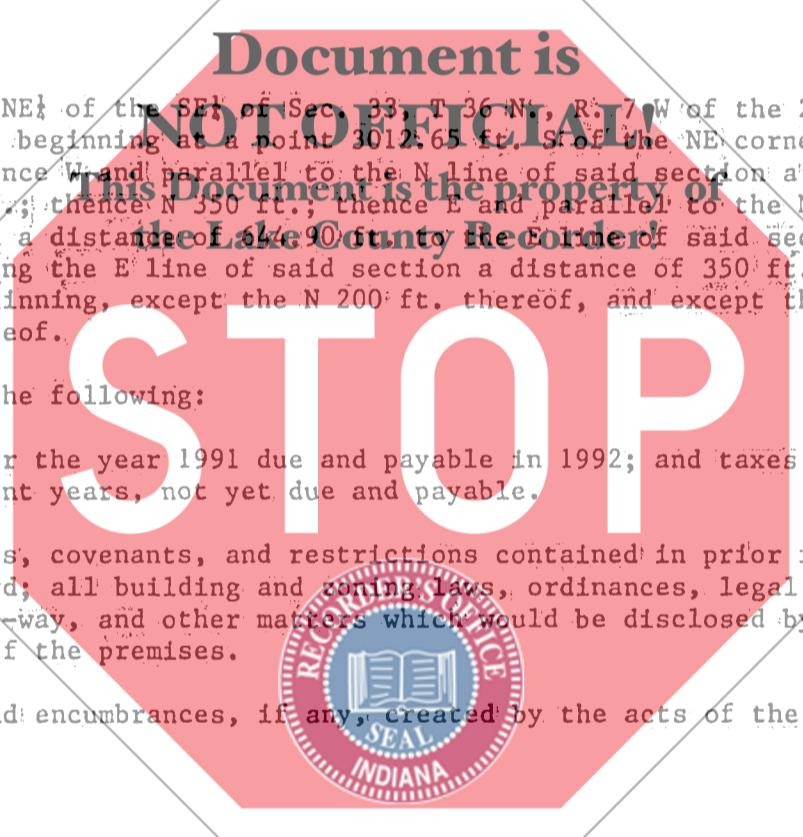 Document is
NE¼ of the SE¼ of Sec. 33, T 36 N., R. 7 W of the
NOT OFFICIAL!
beginning at a point 3012.65 ft. S of the NE corne
nce W and parallel to the N line of said section a
This Document is the property of
.; thence N 350 ft.; thence E and parallel to the N
the Lake County Recorder!
a distance of 644.90 ft. to the E line of said sec
ng the E line of said section a distance of 350 ft.
inning, except the N 200 ft. thereof, and except th
eof.
STOP
he following:
r the year 1991 due and payable in 1992; and taxes
nt years, not yet due and payable.
s, covenants, and restrictions contained in prior
d; all building and zoning laws, ordinances, legal
-way, and other matters which would be disclosed by
f the premises.
d encumbrances, if any, created by the acts of the
RECORDER'S OFFICE
SEAL
INDIANA